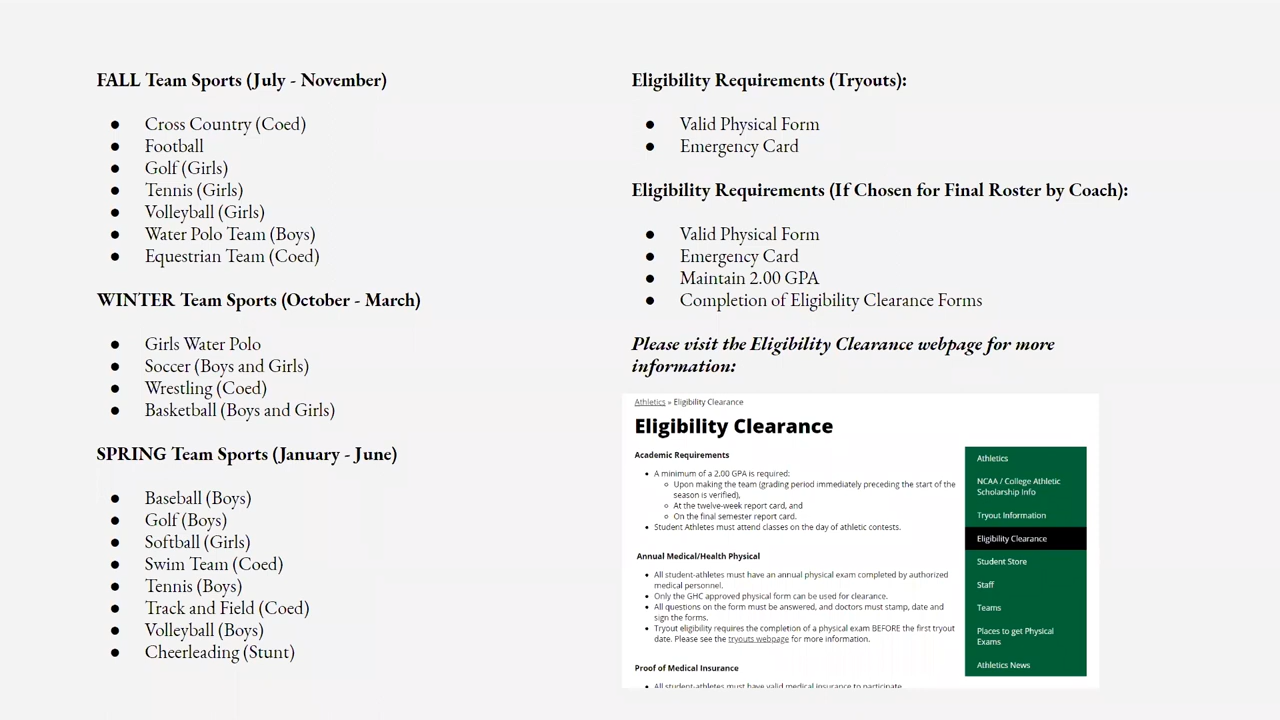 FALL Team Sports (July - November)
● Cross Country (Coed)
● Football
● Golf (Girls)
● Tennis (Girls)
● Volleyball (Girls)
● Water Polo Team (Boys)
● Equestrian Team (Coed)
WINTER Team Sports (October - March)
● Girls Water Polo
● Soccer (Boys and Girls)
● Wrestling (Coed)
● Basketball (Boys and Girls)
SPRING Team Sports (January - June)
● Baseball (Boys)
● Golf (Boys)
● Softball (Girls)
● Swim Team (Coed)
● Tennis (Boys)
● Track and Field (Coed)
● Volleyball (Boys)
● Cheerleading (Stunt)
Eligibility Requirements (Tryouts):
● Valid Physical Form
● Emergency Card
Eligibility Requirements (If Chosen for Final Roster by Coach):
● Valid Physical Form
● Emergency Card
● Maintain 2.00 GPA
● Completion of Eligibility Clearance Forms
Please visit the Eligibility Clearance webpage for more
information:
Athletics » Eligibility Clearance
Eligibility Clearance
Academic Requirements
• A minimum of a 2.00 GPA is required:
○ Upon making the team (grading period immediately preceding the start of the
season is verified),
○ At the twelve-week report card, and
○ On the final semester report card.
• Student Athletes must attend classes on the day of athletic contests.
Annual Medical/Health Physical
• All student-athletes must have an annual physical exam completed by authorized
medical personnel.
• Only the GHC approved physical form can be used for clearance.
• All questions on the form must be answered, and doctors must stamp, date and
sign the forms.
• Tryout eligibility requires the completion of a physical exam BEFORE the first tryout
date. Please see the tryouts webpage for more information.
Proof of Medical Insurance
• All student-athletes must have valid medical insurance to participate.
Athletics
NCAA / College Athletic
Scholarship Info
Tryout Information
Eligibility Clearance
Student Store
Staff
Teams
Places to get Physical
Exams
Athletics News